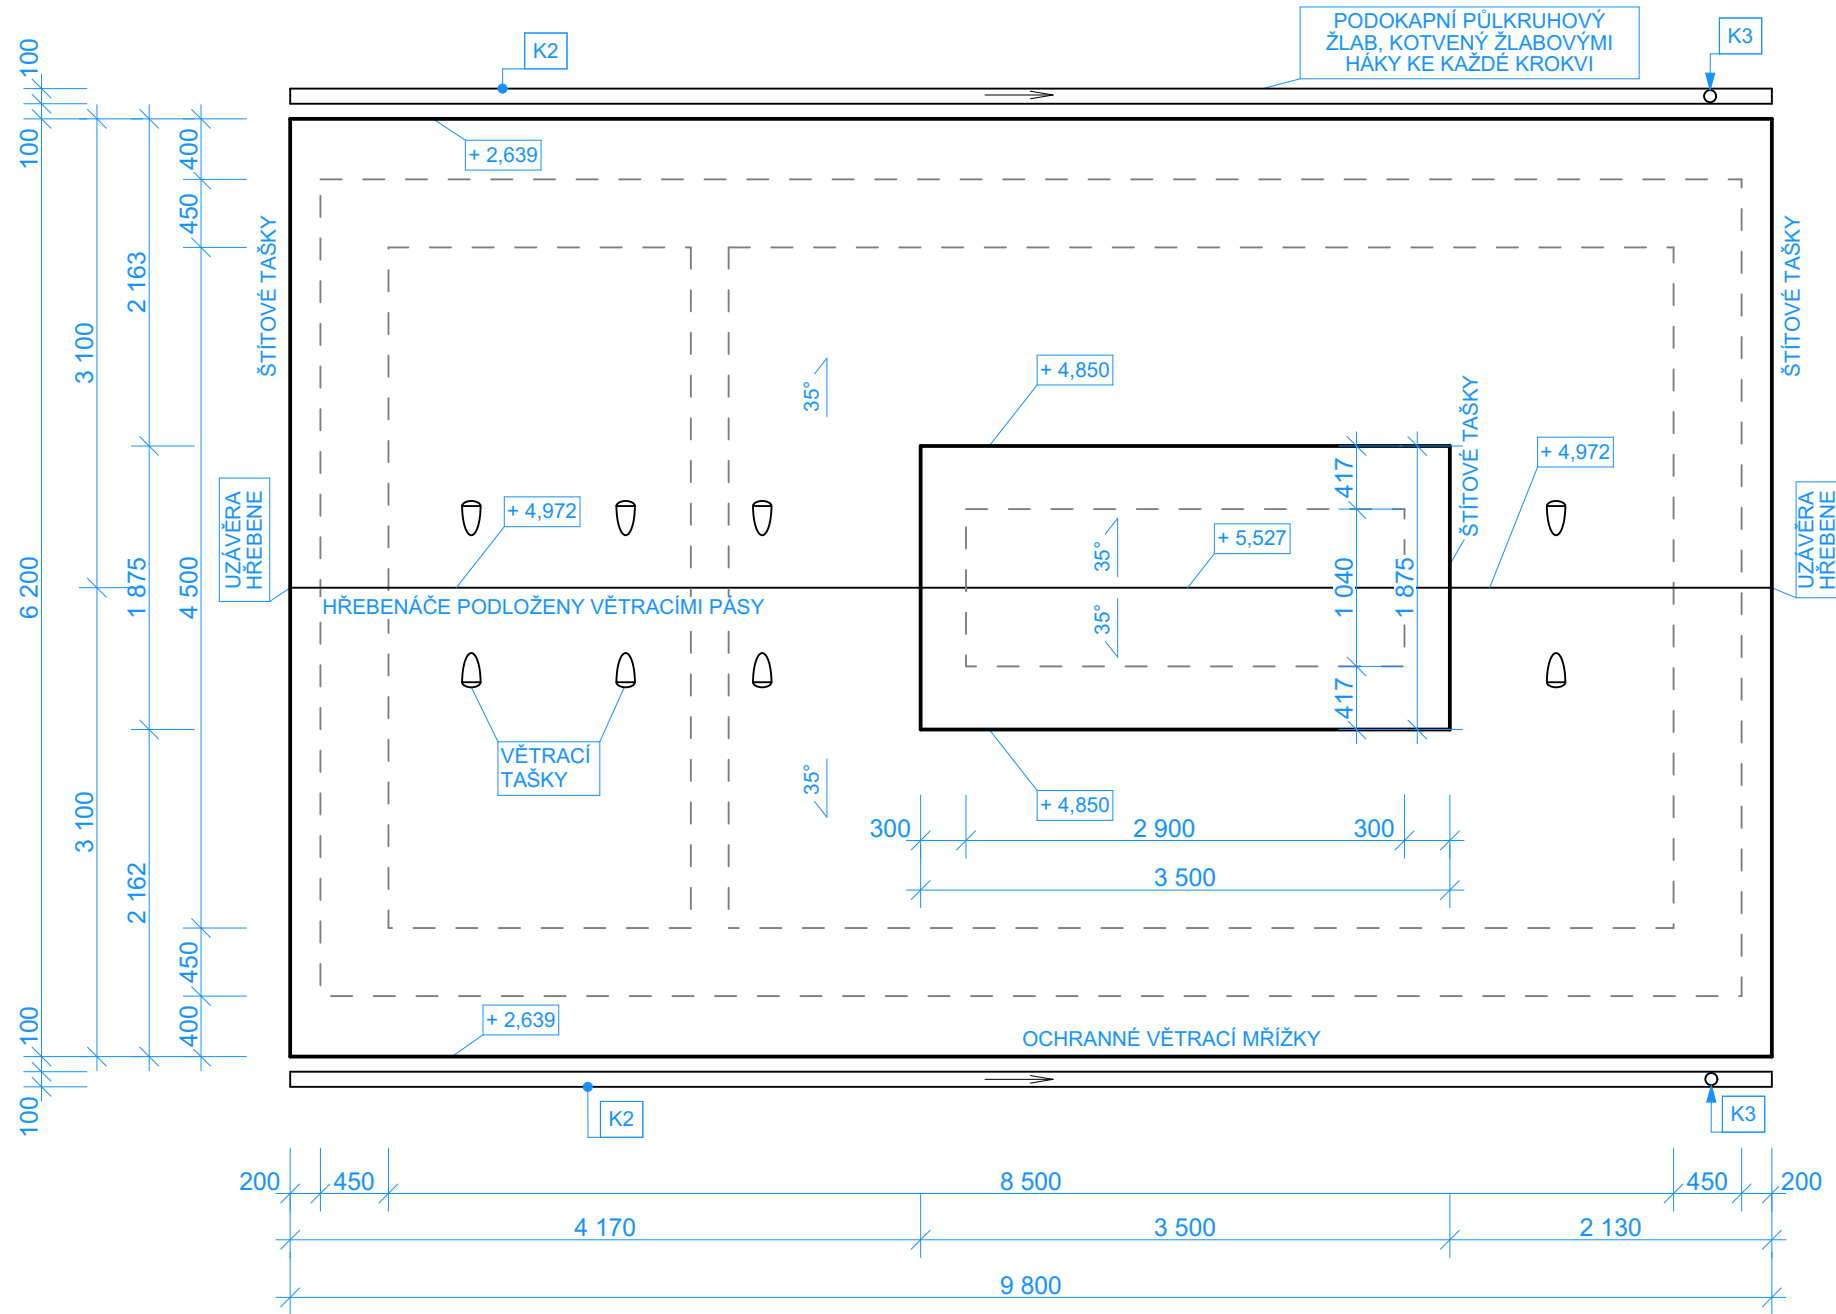 K2
PODOKAPNÍ PŮLKRUHOVÝ
ŽLAB, KOTVENÝ ŽLABOVÝMI
HÁKY KE KAŽDÉ KROKVI
K3
100
100
+ 2,639
400
450
ŠTÍTOVÉ TAŠKY
ŠTÍTOVÉ TAŠKY
2 163
3 100
35°
+ 4,850
ŠTÍTOVÉ TAŠKY
+ 4,972
417
UZÁVĚRA
HŘEBENE
+ 4,972
35°
+ 5,527
UZÁVĚRA
HŘEBENE
6 200
1 875
4 500
1 040
1 875
HŘEBENÁČE PODLOŽENY VĚTRACÍMI PÁSY
35°
417
VĚTRACÍ
TAŠKY
35°
+ 4,850
3 100
300
2 900
300
2 162
3 500
450
400
+ 2,639
OCHRANNÉ VĚTRACÍ MŘÍŽKY
100
100
K2
K3
200
450
8 500
450
200
4 170
3 500
2 130
9 800